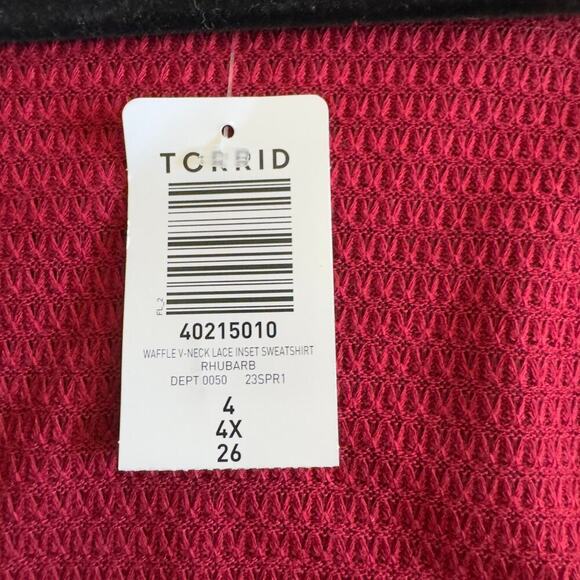 TORRID
FL_2
40215010
WAFFLE V-NECK LACE INSET SWEATSHIRT
RHUBARB
DEPT 0050 23SPR1
4
4X
26